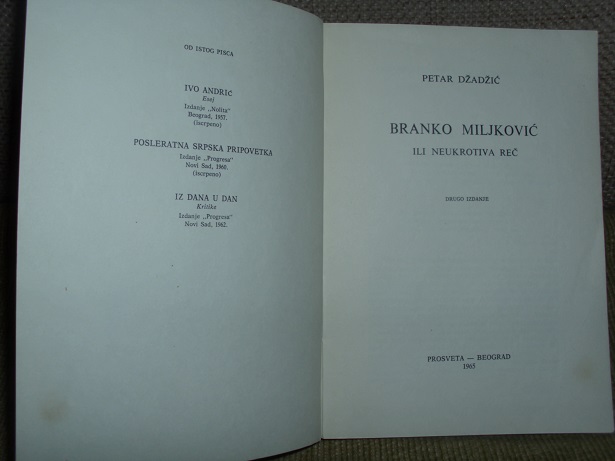 OD ISTOG PISCA
IVO ANDRIĆ
Esej
Izdanje „Nolita"
Beograd, 1957.
(Iscrpeno)
POSLERATNA SRPSKA PRIPOVETKA
Izdanje „Progresa"
Novi Sad, 1960.
(Iscrpeno)
IZ DANA U DAN
Kritike
Izdanje „Progresa"
Novi Sad, 1962.
PETAR DŽADŽIĆ
BRANKO MILJKOVIĆ
ILI NEUKROTIVA REČ
DRUGO IZDANJE
PROSVETA — BEOGRAD
1965